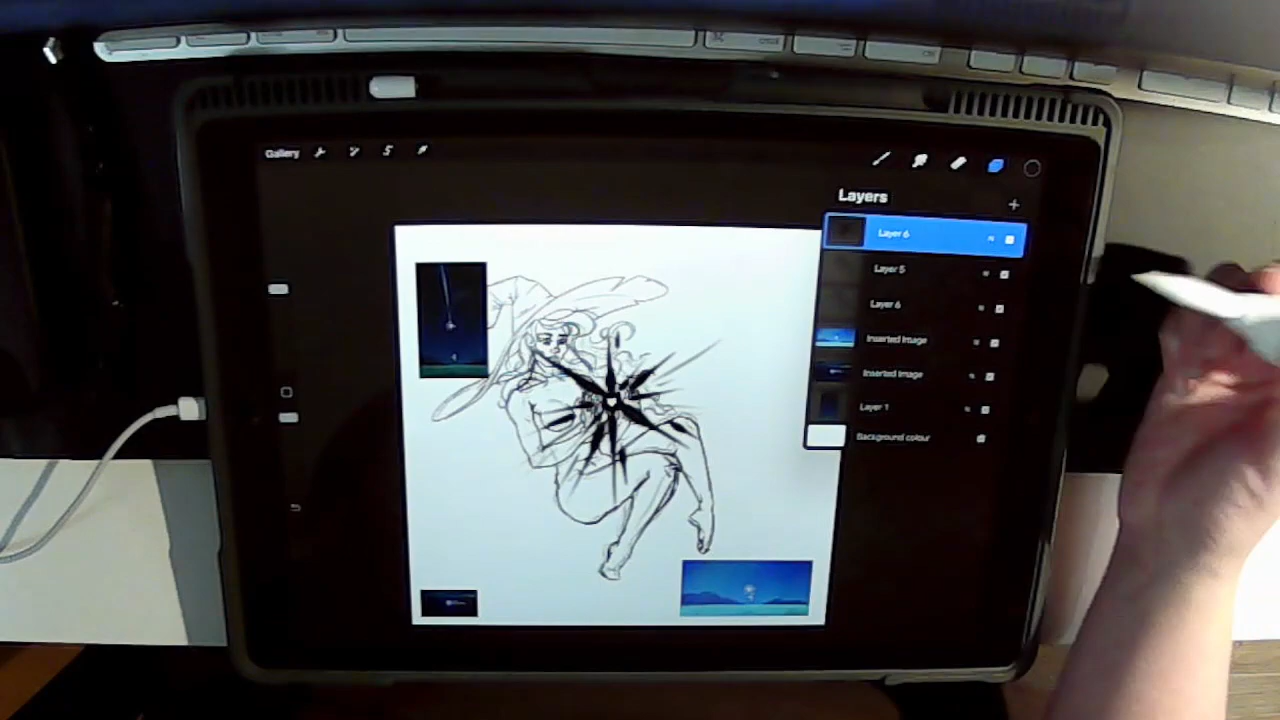 Gallery
Layers
Layer 6
N
Layer 5
N
Layer 6
N
Inserted Image
N
Inserted Image
N
Layer 1
N
Background colour